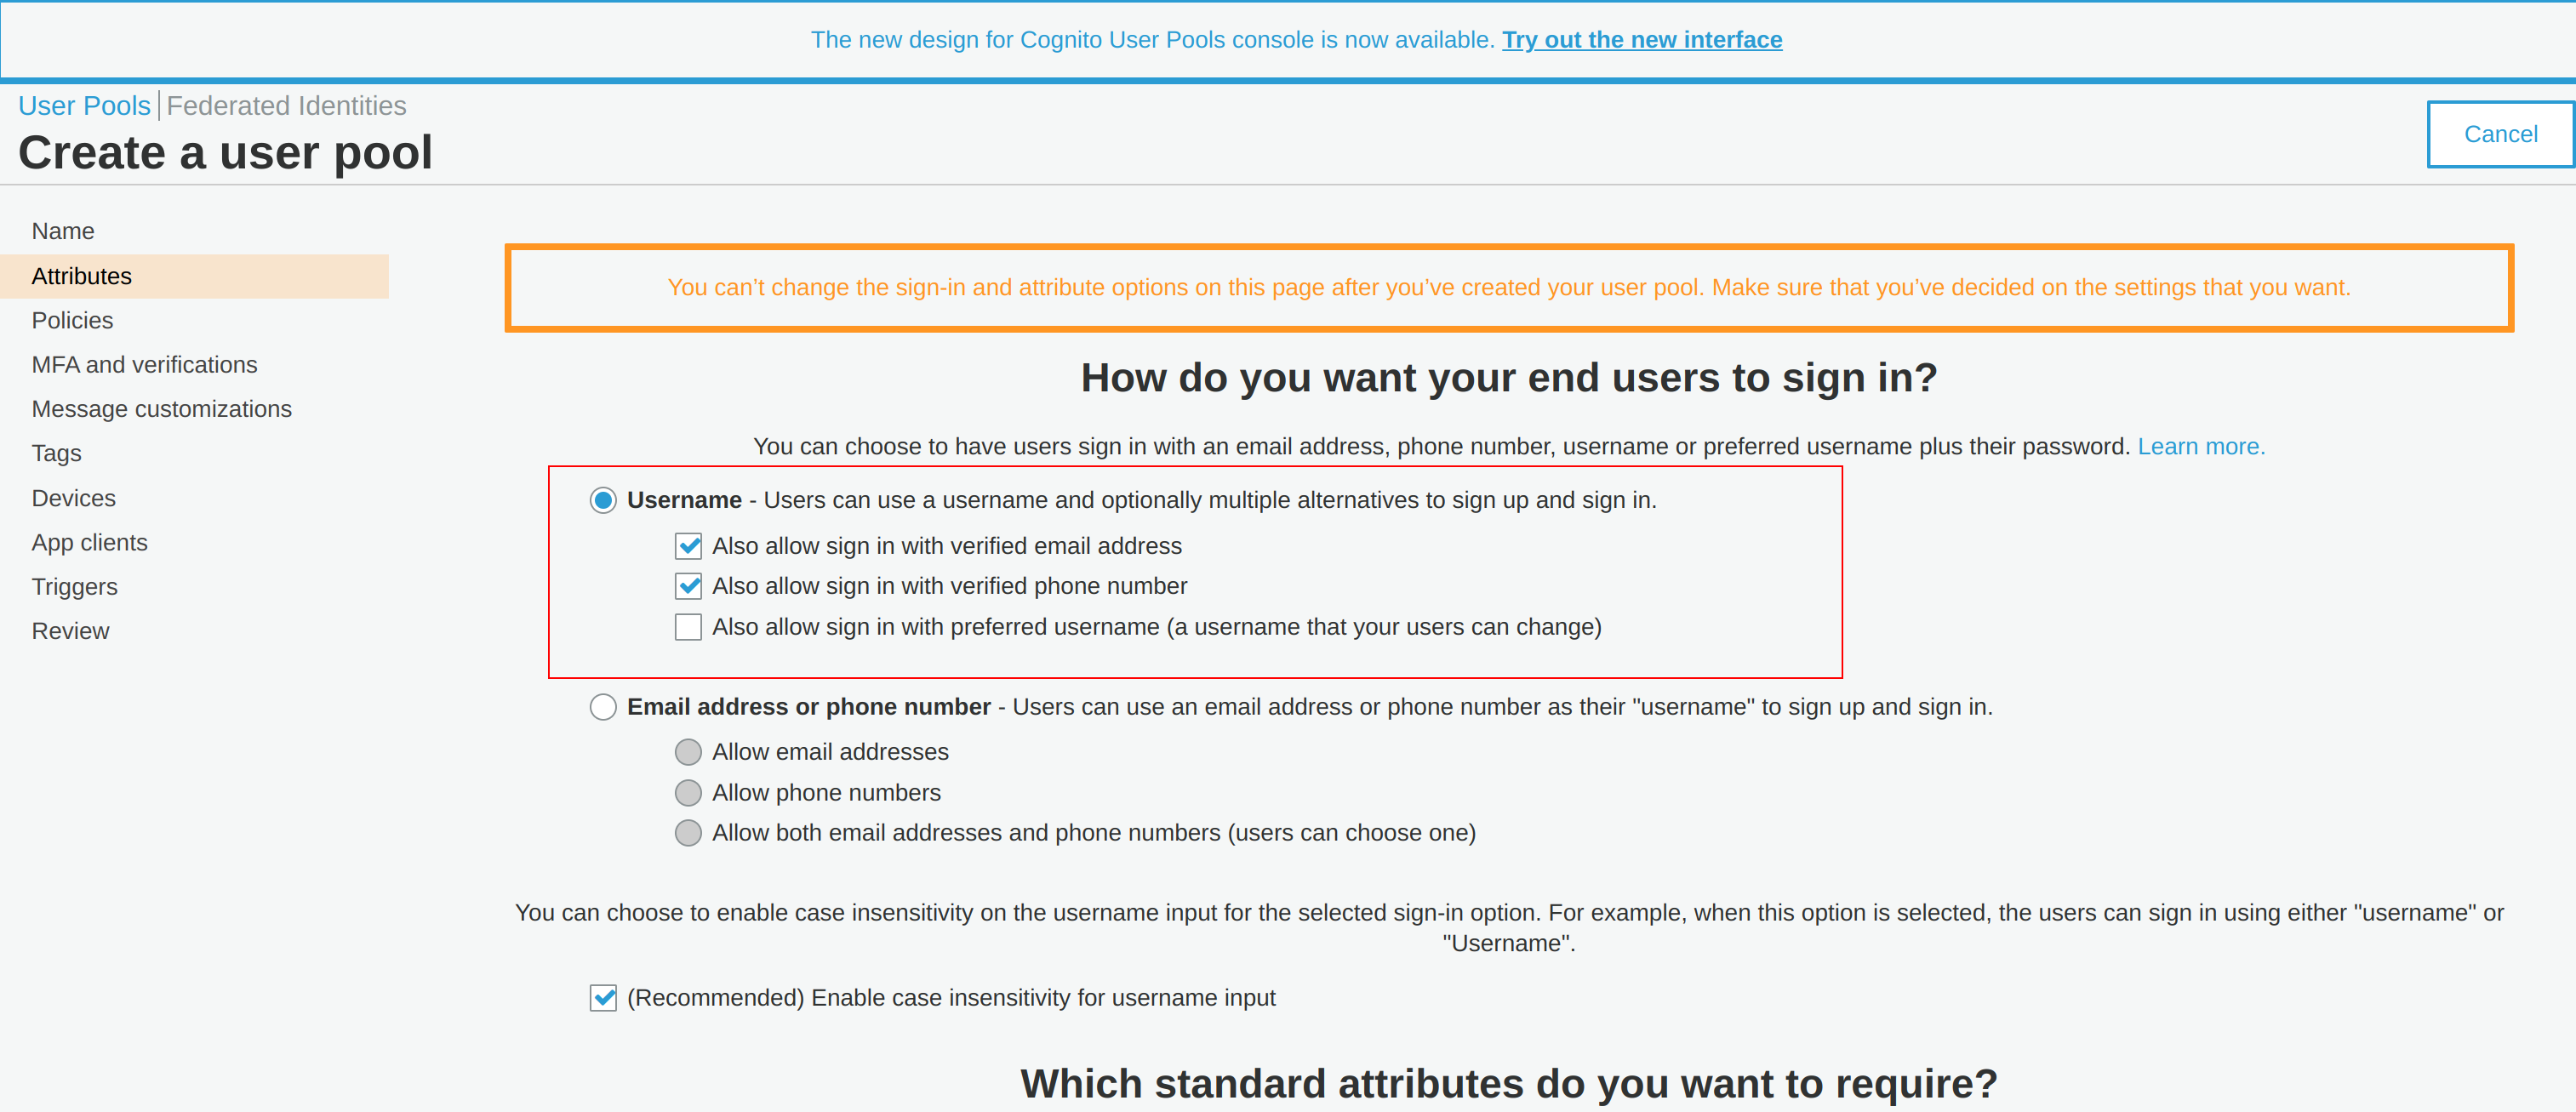 The new design for Cognito User Pools console is now available. Try out the new interface
User Pools Federated Identities
Create a user pool
Cancel
Name
Attributes
Policies
MFA and verifications
Message customizations
Tags
Devices
App clients
Triggers
Review
You can’t change the sign-in and attribute options on this page after you’ve created your user pool. Make sure that you’ve decided on the settings that you want.
How do you want your end users to sign in?
You can choose to have users sign in with an email address, phone number, username or preferred username plus their password. Learn more.
Username - Users can use a username and optionally multiple alternatives to sign up and sign in.
Also allow sign in with verified email address
Also allow sign in with verified phone number
Also allow sign in with preferred username (a username that your users can change)
Email address or phone number - Users can use an email address or phone number as their "username" to sign up and sign in.
Allow email addresses
Allow phone numbers
Allow both email addresses and phone numbers (users can choose one)
You can choose to enable case insensitivity on the username input for the selected sign-in option. For example, when this option is selected, the users can sign in using either "username" or
"Username".
(Recommended) Enable case insensitivity for username input
Which standard attributes do you want to require?